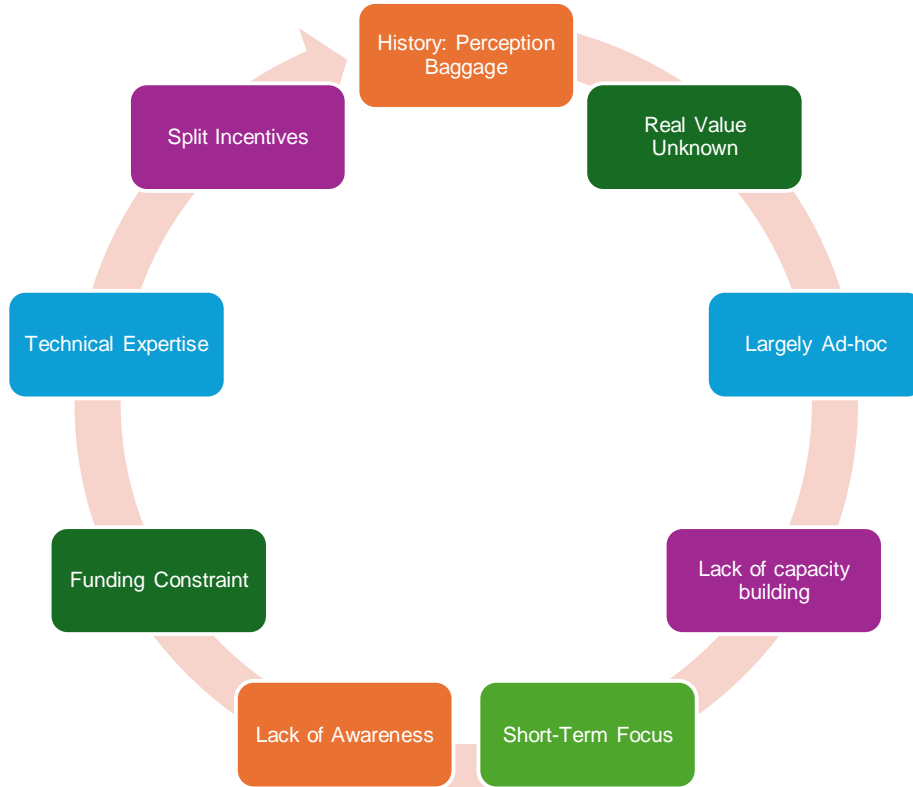 History: Perception
Baggage
Real Value
Unknown
Largely Ad-hoc
Lack of capacity
building
Short-Term Focus
Lack of Awareness
Funding Constraint
Technical Expertise
Split Incentives